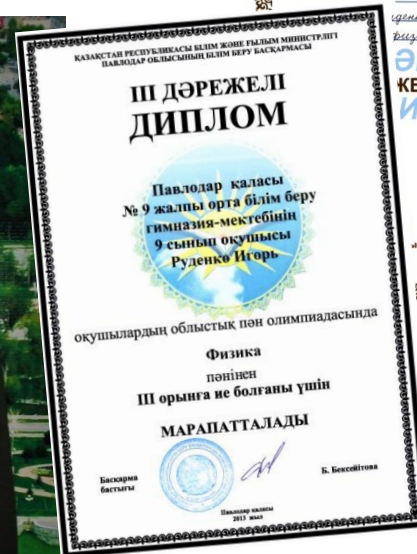 ҚАЗАҚСТАН РЕСПУБЛИКАСЫ БІЛІМ ЖӘНЕ ҒЫЛЫМ МИНИСТРЛІГІ
ПАВЛОДАР ОБЛЫСЫНЫҢ БІЛІМ БЕРУ БАСҚАРМАСЫ
III ДӘРЕЖЕЛІ
ДИПЛОМ
Павлодар қаласы
№ 9 жалпы орта білім беру
гимназия-мектебінің
9 сынып оқушысы
Руденко Игорь
оқушылардың облыстық пән олимпиадасында
Физика
пәнінен
III орынға ие болғаны үшін
МАРАПАТТАЛАДЫ
Басқарма
бастығы
Б. Бексейітова
Павлодар қаласы
2013 жыл